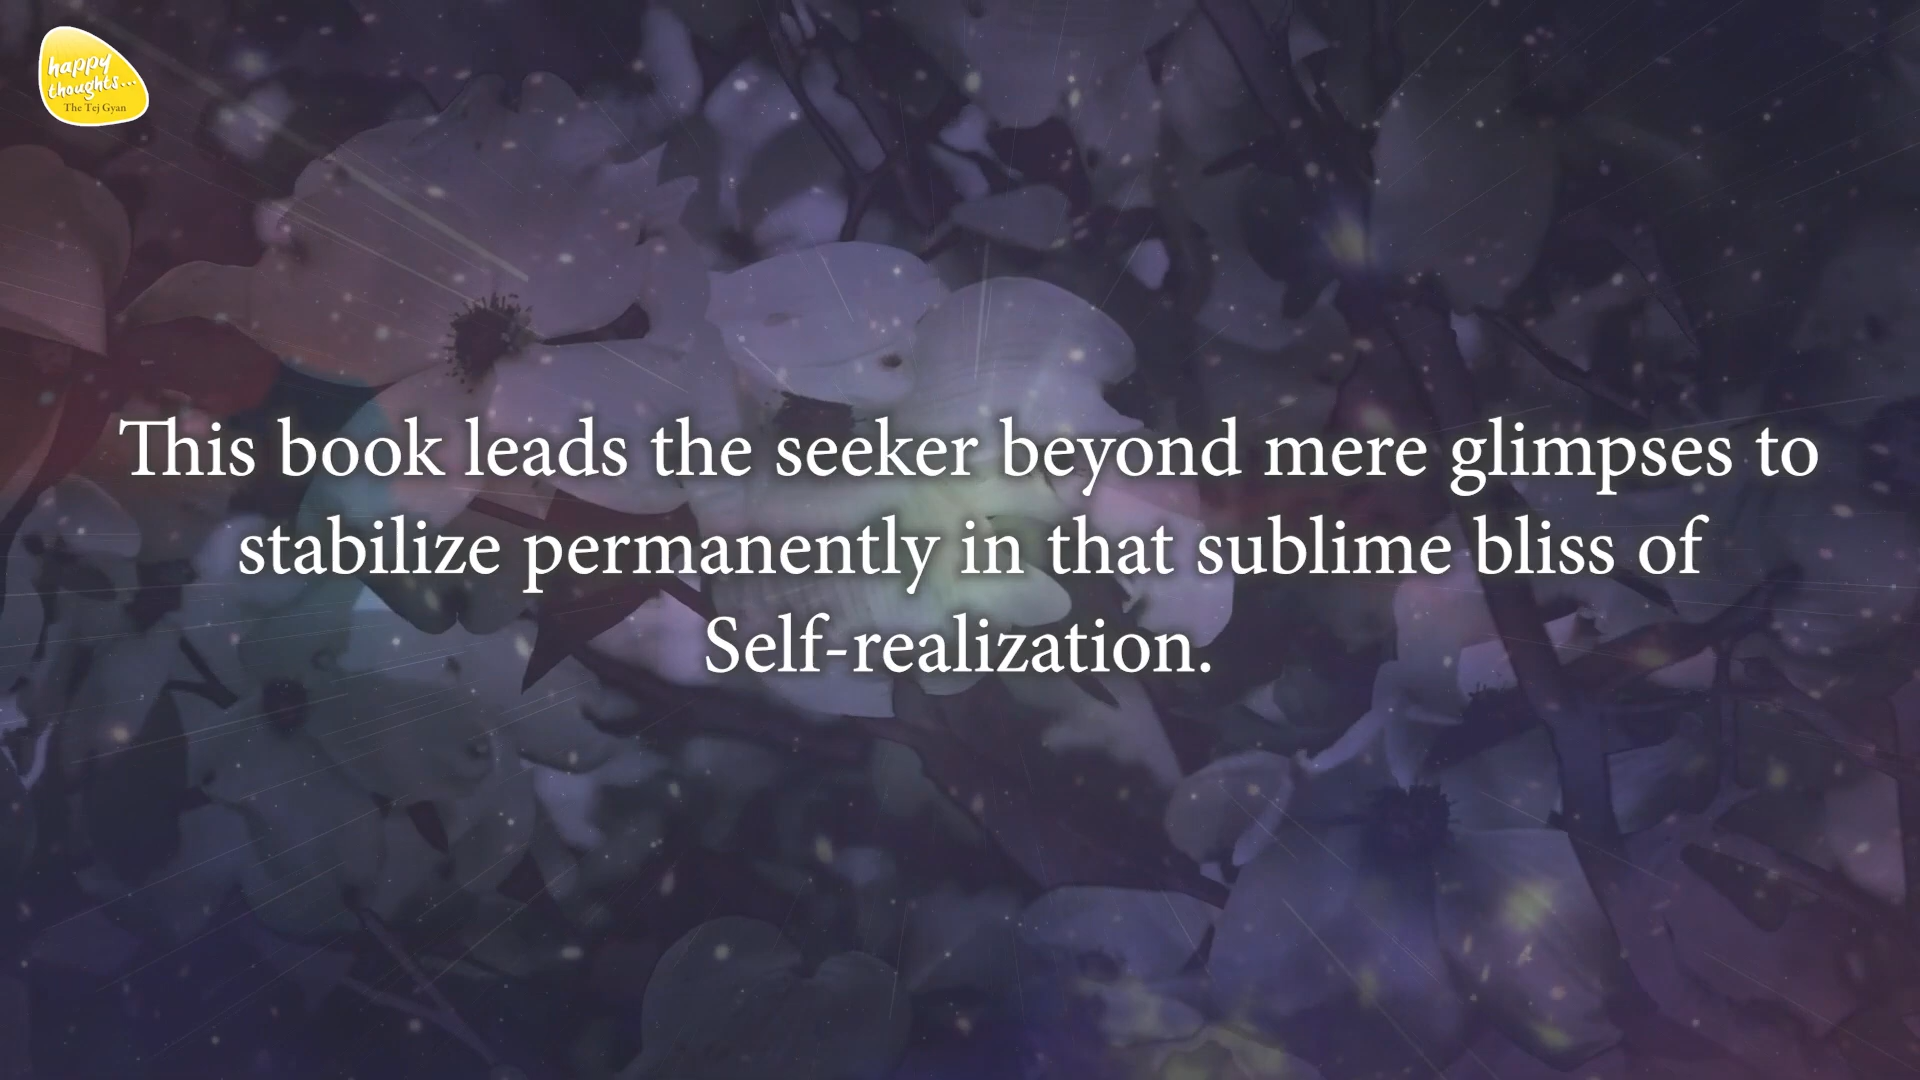 happy
thoughts...
The Tej Gyan
This book leads the seeker beyond mere glimpses to
stabilize permanently in that sublime bliss of
Self-realization.